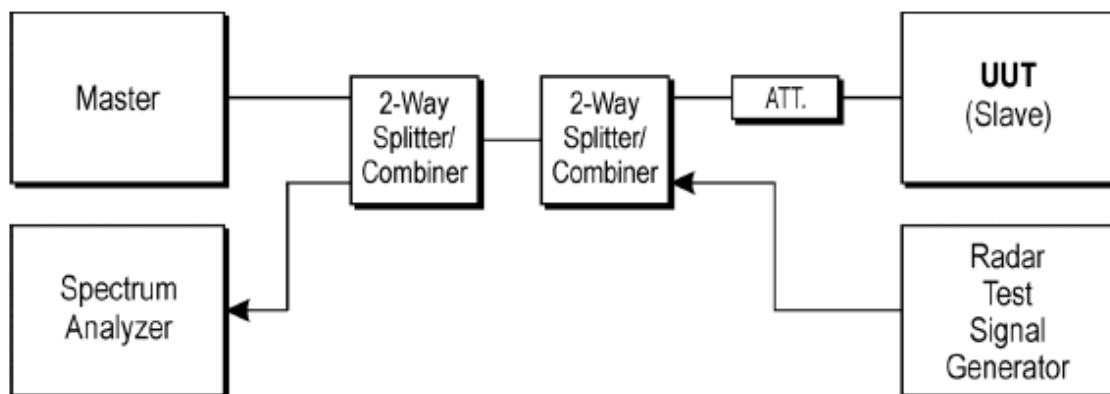 Master
2-Way
Splitter/
Combiner
2-Way
Splitter/
Combiner
ATT.
UUT
(Slave)
Spectrum
Analyzer
Radar
Test
Signal
Generator